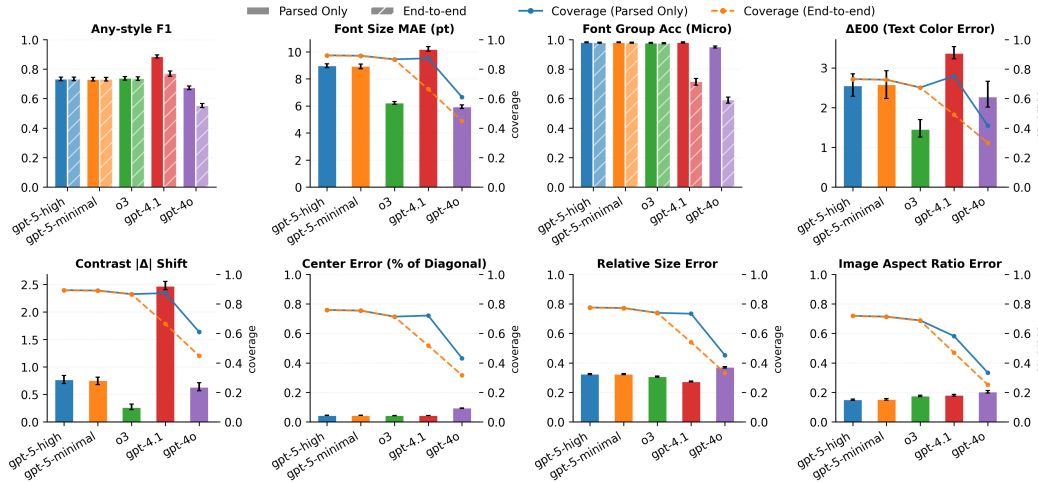 Parsed Only End-to-end Coverage (Parsed Only) Coverage (End-to-end)
Any-style F1
1.0
0.8
0.6
0.4
0.2
0.0
gpt-5-high
gpt-5-minimal
o3
gpt-4.1
gpt-4o
Font Size MAE (pt)
10
8
6
4
2
0
1.0
0.8
0.6
0.4
0.2
0.0
coverage
gpt-5-high
gpt-5-minimal
o3
gpt-4.1
gpt-4o
Font Group Acc (Micro)
1.0
0.8
0.6
0.4
0.2
0.0
gpt-5-high
gpt-5-minimal
o3
gpt-4.1
gpt-4o
ΔE00 (Text Color Error)
3
2
1
0
1.0
0.8
0.6
0.4
0.2
0.0
gpt-5-high
gpt-5-minimal
o3
gpt-4.1
gpt-4o
Contrast |Δ| Shift
2.5
2.0
1.5
1.0
0.5
0.0
1.0
0.8
0.6
0.4
0.2
0.0
coverage
gpt-5-high
gpt-5-minimal
o3
gpt-4.1
gpt-4o
Center Error (% of Diagonal)
1.0
0.8
0.6
0.4
0.2
0.0
1.0
0.8
0.6
0.4
0.2
0.0
coverage
gpt-5-high
gpt-5-minimal
o3
gpt-4.1
gpt-4o
Relative Size Error
1.0
0.8
0.6
0.4
0.2
0.0
1.0
0.8
0.6
0.4
0.2
0.0
coverage
gpt-5-high
gpt-5-minimal
o3
gpt-4.1
gpt-4o
Image Aspect Ratio Error
1.0
0.8
0.6
0.4
0.2
0.0
1.0
0.8
0.6
0.4
0.2
0.0
gpt-5-high
gpt-5-minimal
o3
gpt-4.1
gpt-4o